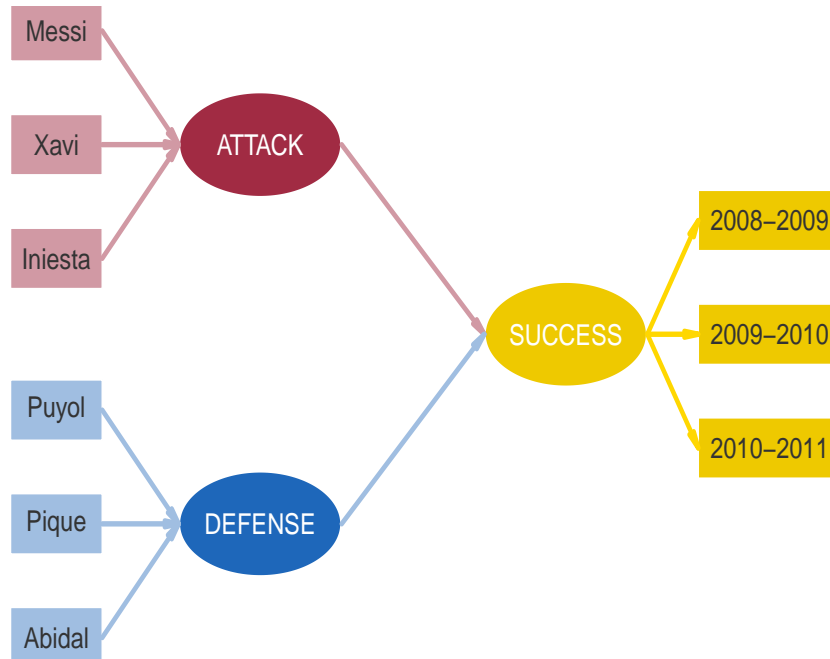 Messi
Xavi
Iniesta
ATTACK
Puyol
Pique
Abidal
DEFENSE
SUCCESS
2008–2009
2009–2010
2010–2011